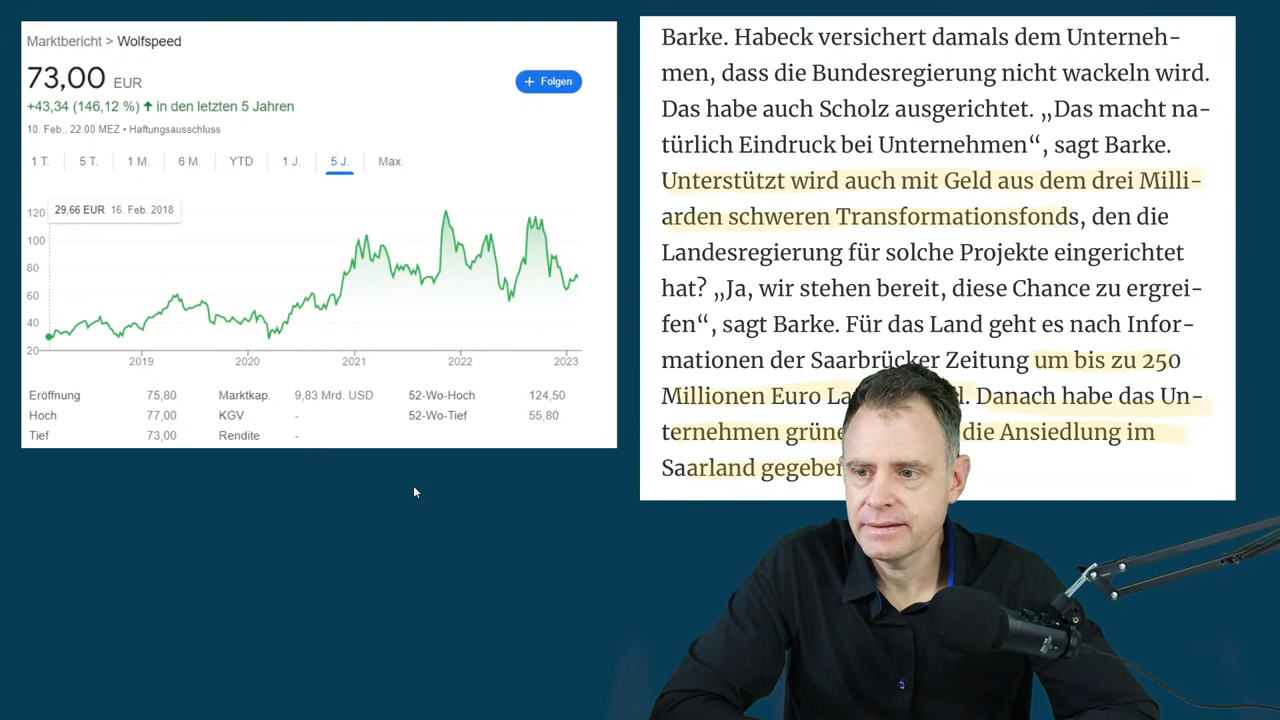 Marktbericht > Wolfspeed
73,00 EUR
+ Folgen
+43,34 (146,12 %) ↑ in den letzten 5 Jahren
10. Feb., 22:00 MEZ • Haftungsausschluss
1 T. 5 T. 1 M. 6 M. YTD 1 J. 5 J. Max.
29,66 EUR 16. Feb. 2018
120
100
80
60
40
20
2019 2020 2021 2022 2023
Eröffnung 75,80 Marktkap. 9,83 Mrd. USD 52-Wo-Hoch 124,50
Hoch 77,00 KGV - 52-Wo-Tief 55,80
Tief 73,00 Rendite -
Barke. Habeck versichert damals dem Unterneh-
men, dass die Bundesregierung nicht wackeln wird.
Das habe auch Scholz ausgerichtet. „Das macht na-
türlich Eindruck bei Unternehmen“, sagt Barke.
Unterstützt wird auch mit Geld aus dem drei Milli-
arden schweren Transformationsfonds, den die
Landesregierung für solche Projekte eingerichtet
hat? „Ja, wir stehen bereit, diese Chance zu ergrei-
fen“, sagt Barke. Für das Land geht es nach Infor-
mationen der Saarbrücker Zeitung um bis zu 250
Millionen Euro Danach habe das Un-
ternehmen die Ansiedlung im
Saarland